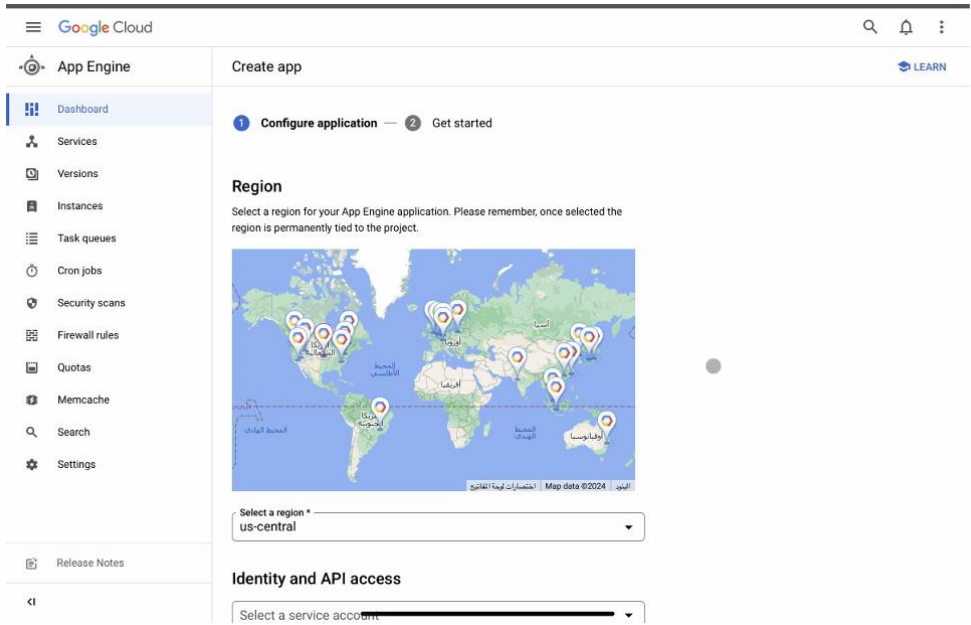 Google Cloud
App Engine
Create app
LEARN
Dashboard
Services
Versions
Instances
Task queues
Cron jobs
Security scans
Firewall rules
Quotas
Memcache
Search
Settings
Release Notes
1 Configure application — 2 Get started
Region
Select a region for your App Engine application. Please remember, once selected the
region is permanently tied to the project.
آسيا
أوروبا
المحيط
الأطلسي
أفريقيا
المحيط الهادي
الجنوبية
المحيط
الهندي
أوقيانوسيا
اختصارات لوحة المفاتيح Map data ©2024 البنود
Select a region *
us-central
Identity and API access
Select a service account